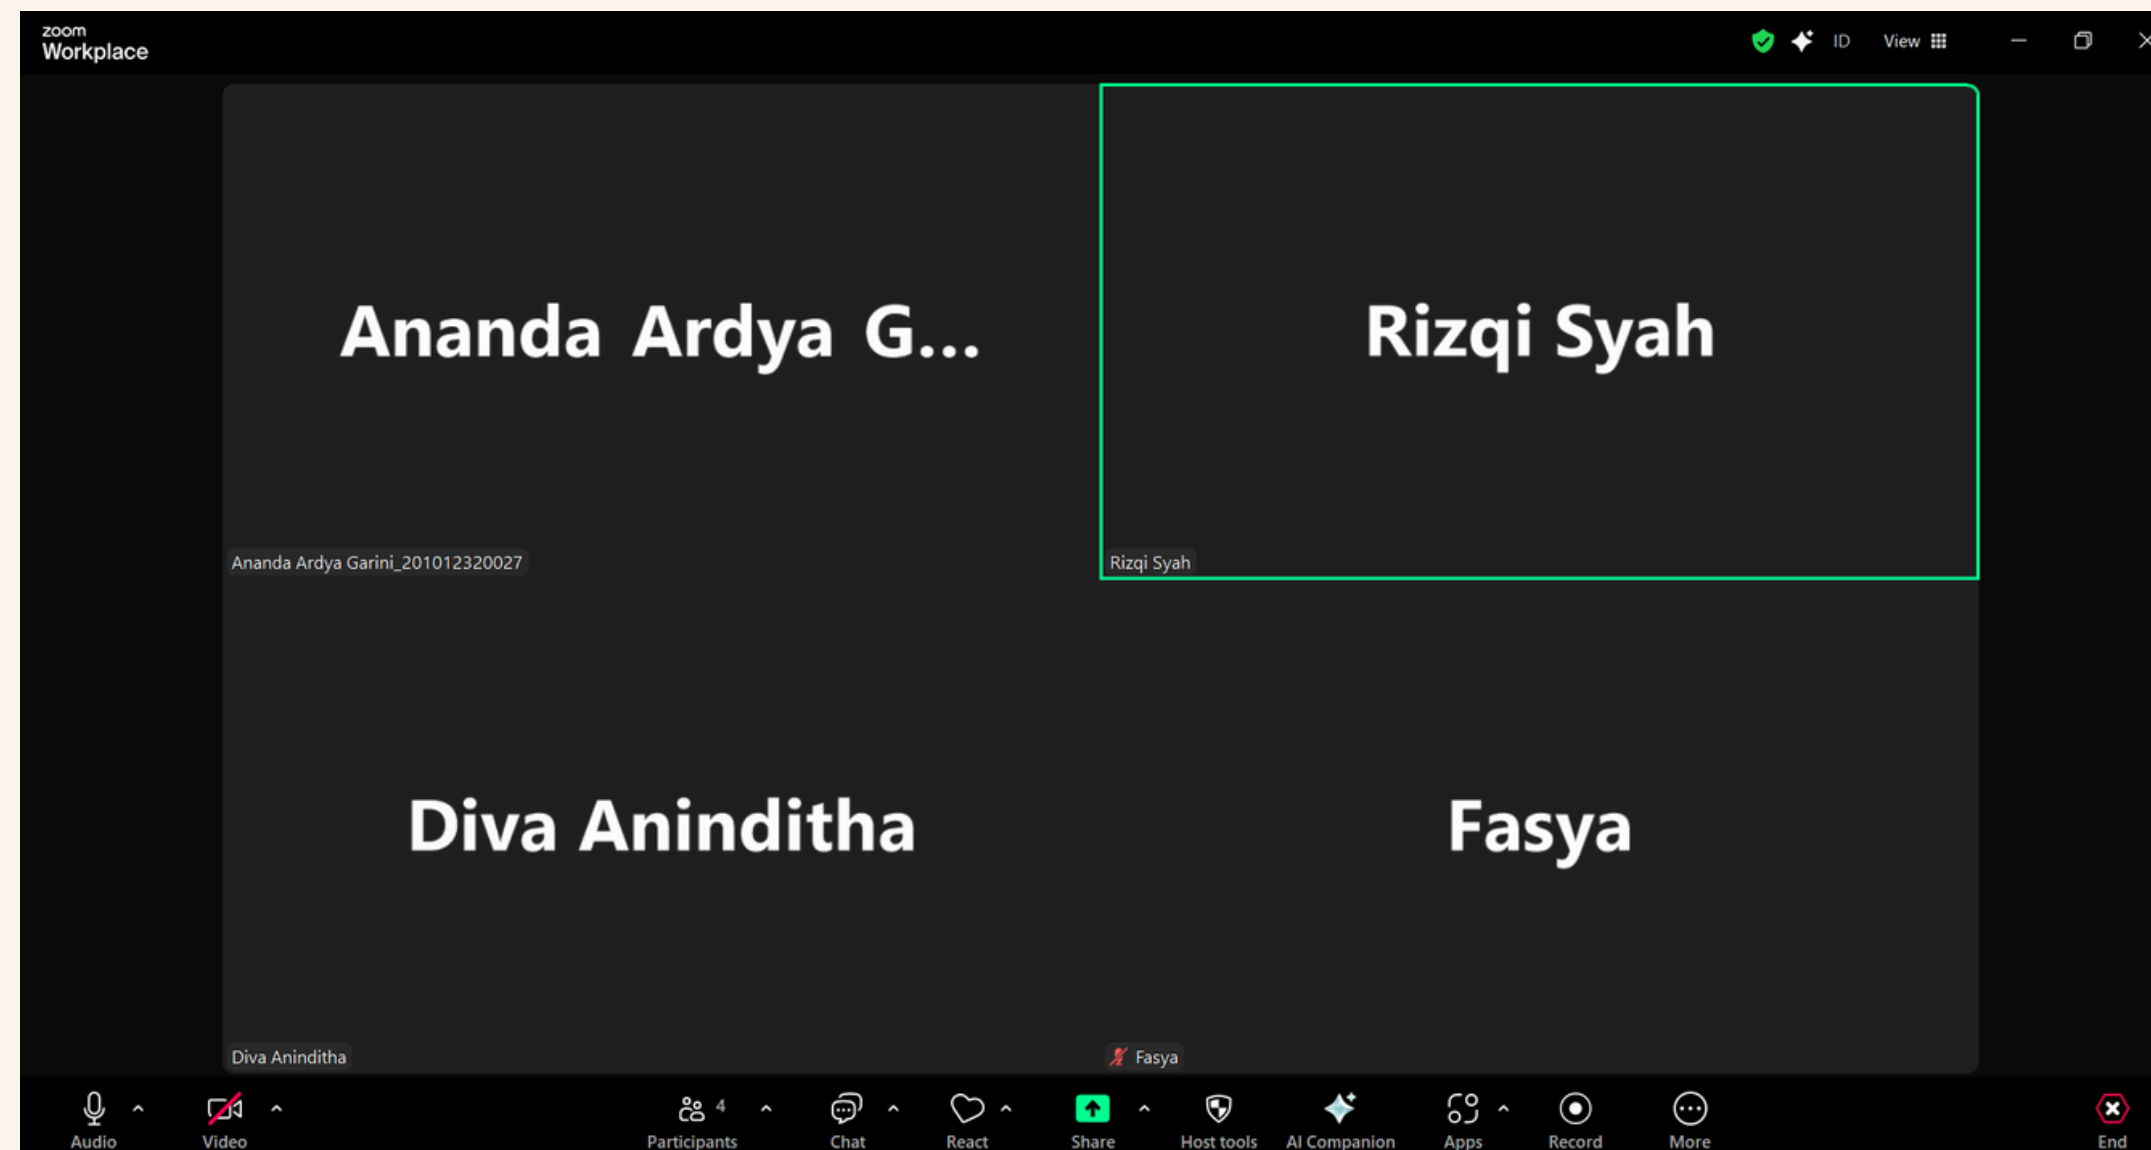 zoom
Workplace
ID View
Ananda Ardya G...
Rizqi Syah
Ananda Ardya Garini_201012320027
Rizqi Syah
Diva Aninditha
Fasya
Diva Aninditha
Fasya
4
Audio Video Participants Chat React Share Host tools AI Companion Apps Record More End